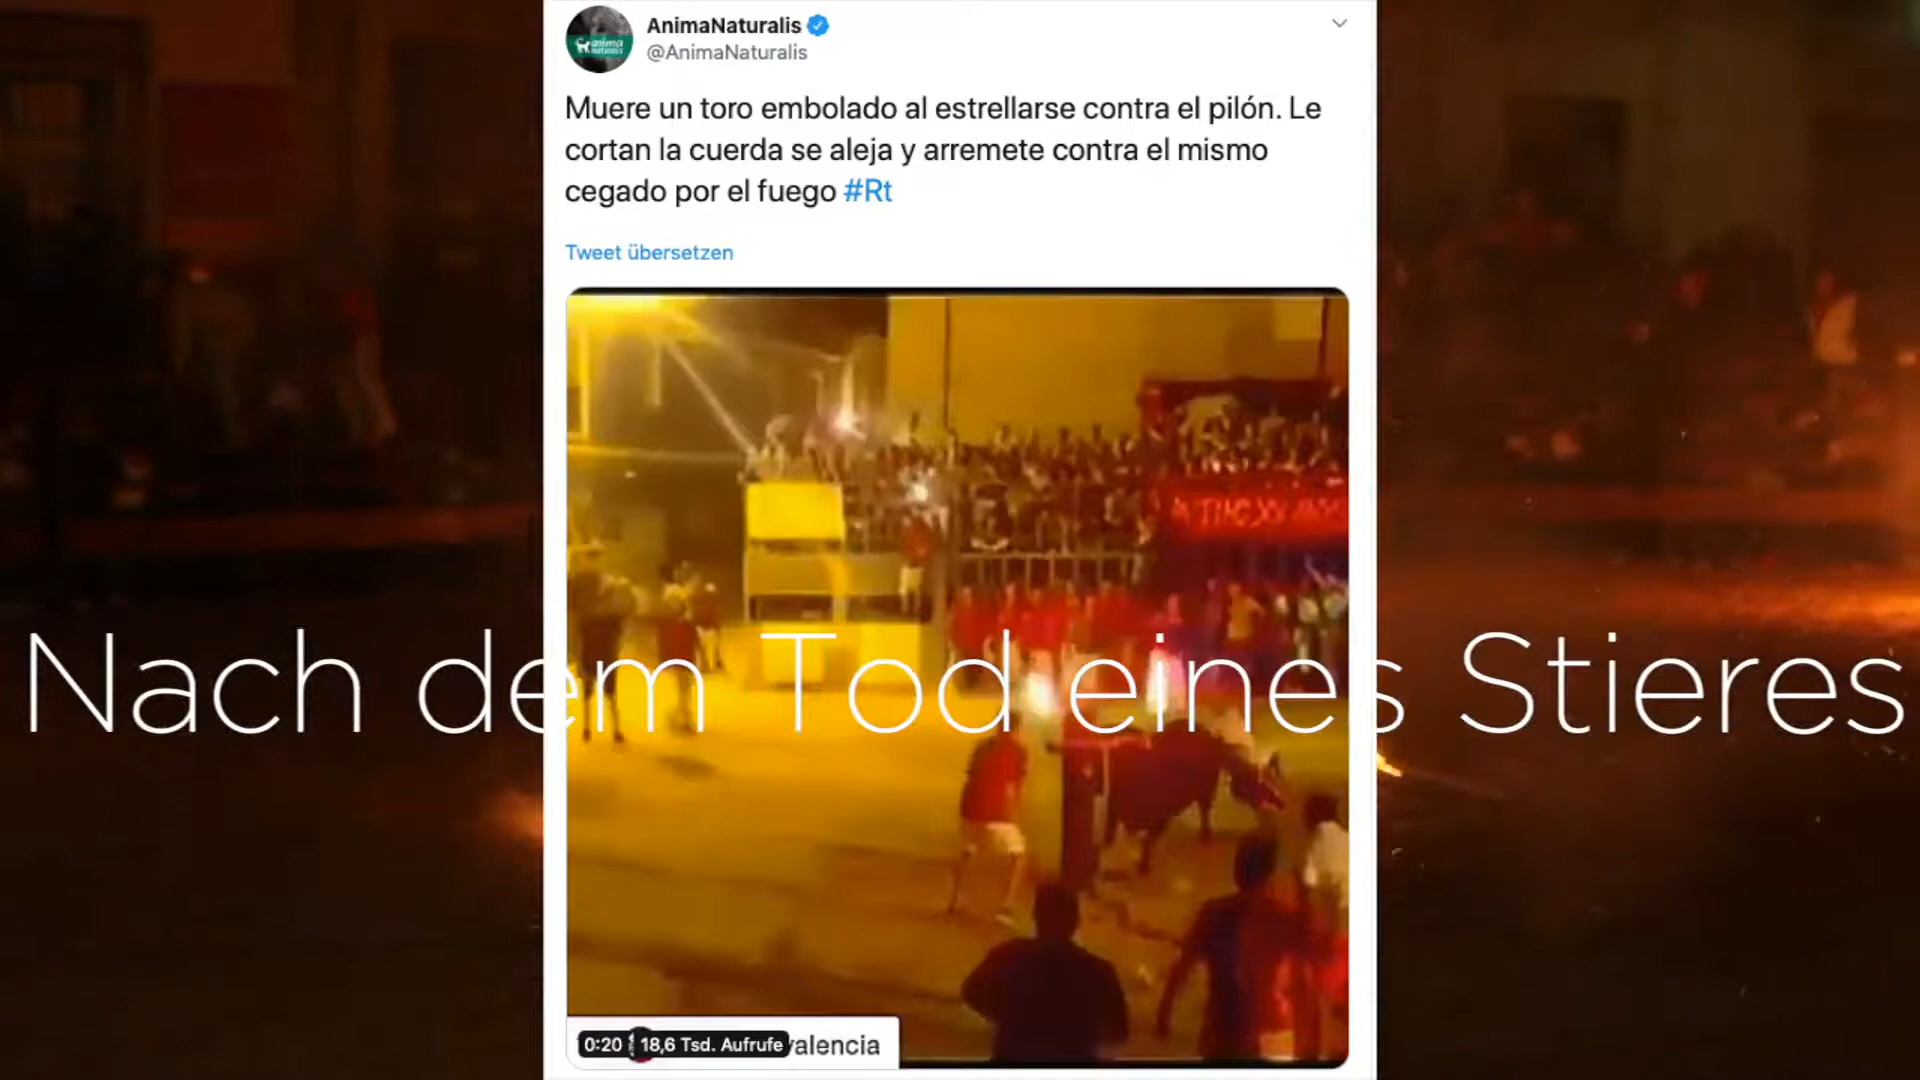 AnimaNaturalis
@AnimaNaturalis
Muere un toro embolado al estrellarse contra el pilón. Le
cortan la cuerda se aleja y arremete contra el mismo
cegado por el fuego #Rt
Tweet übersetzen
Nach dem Tod eines Stieres
0:20 18,6 Tsd. Aufrufe
valencia